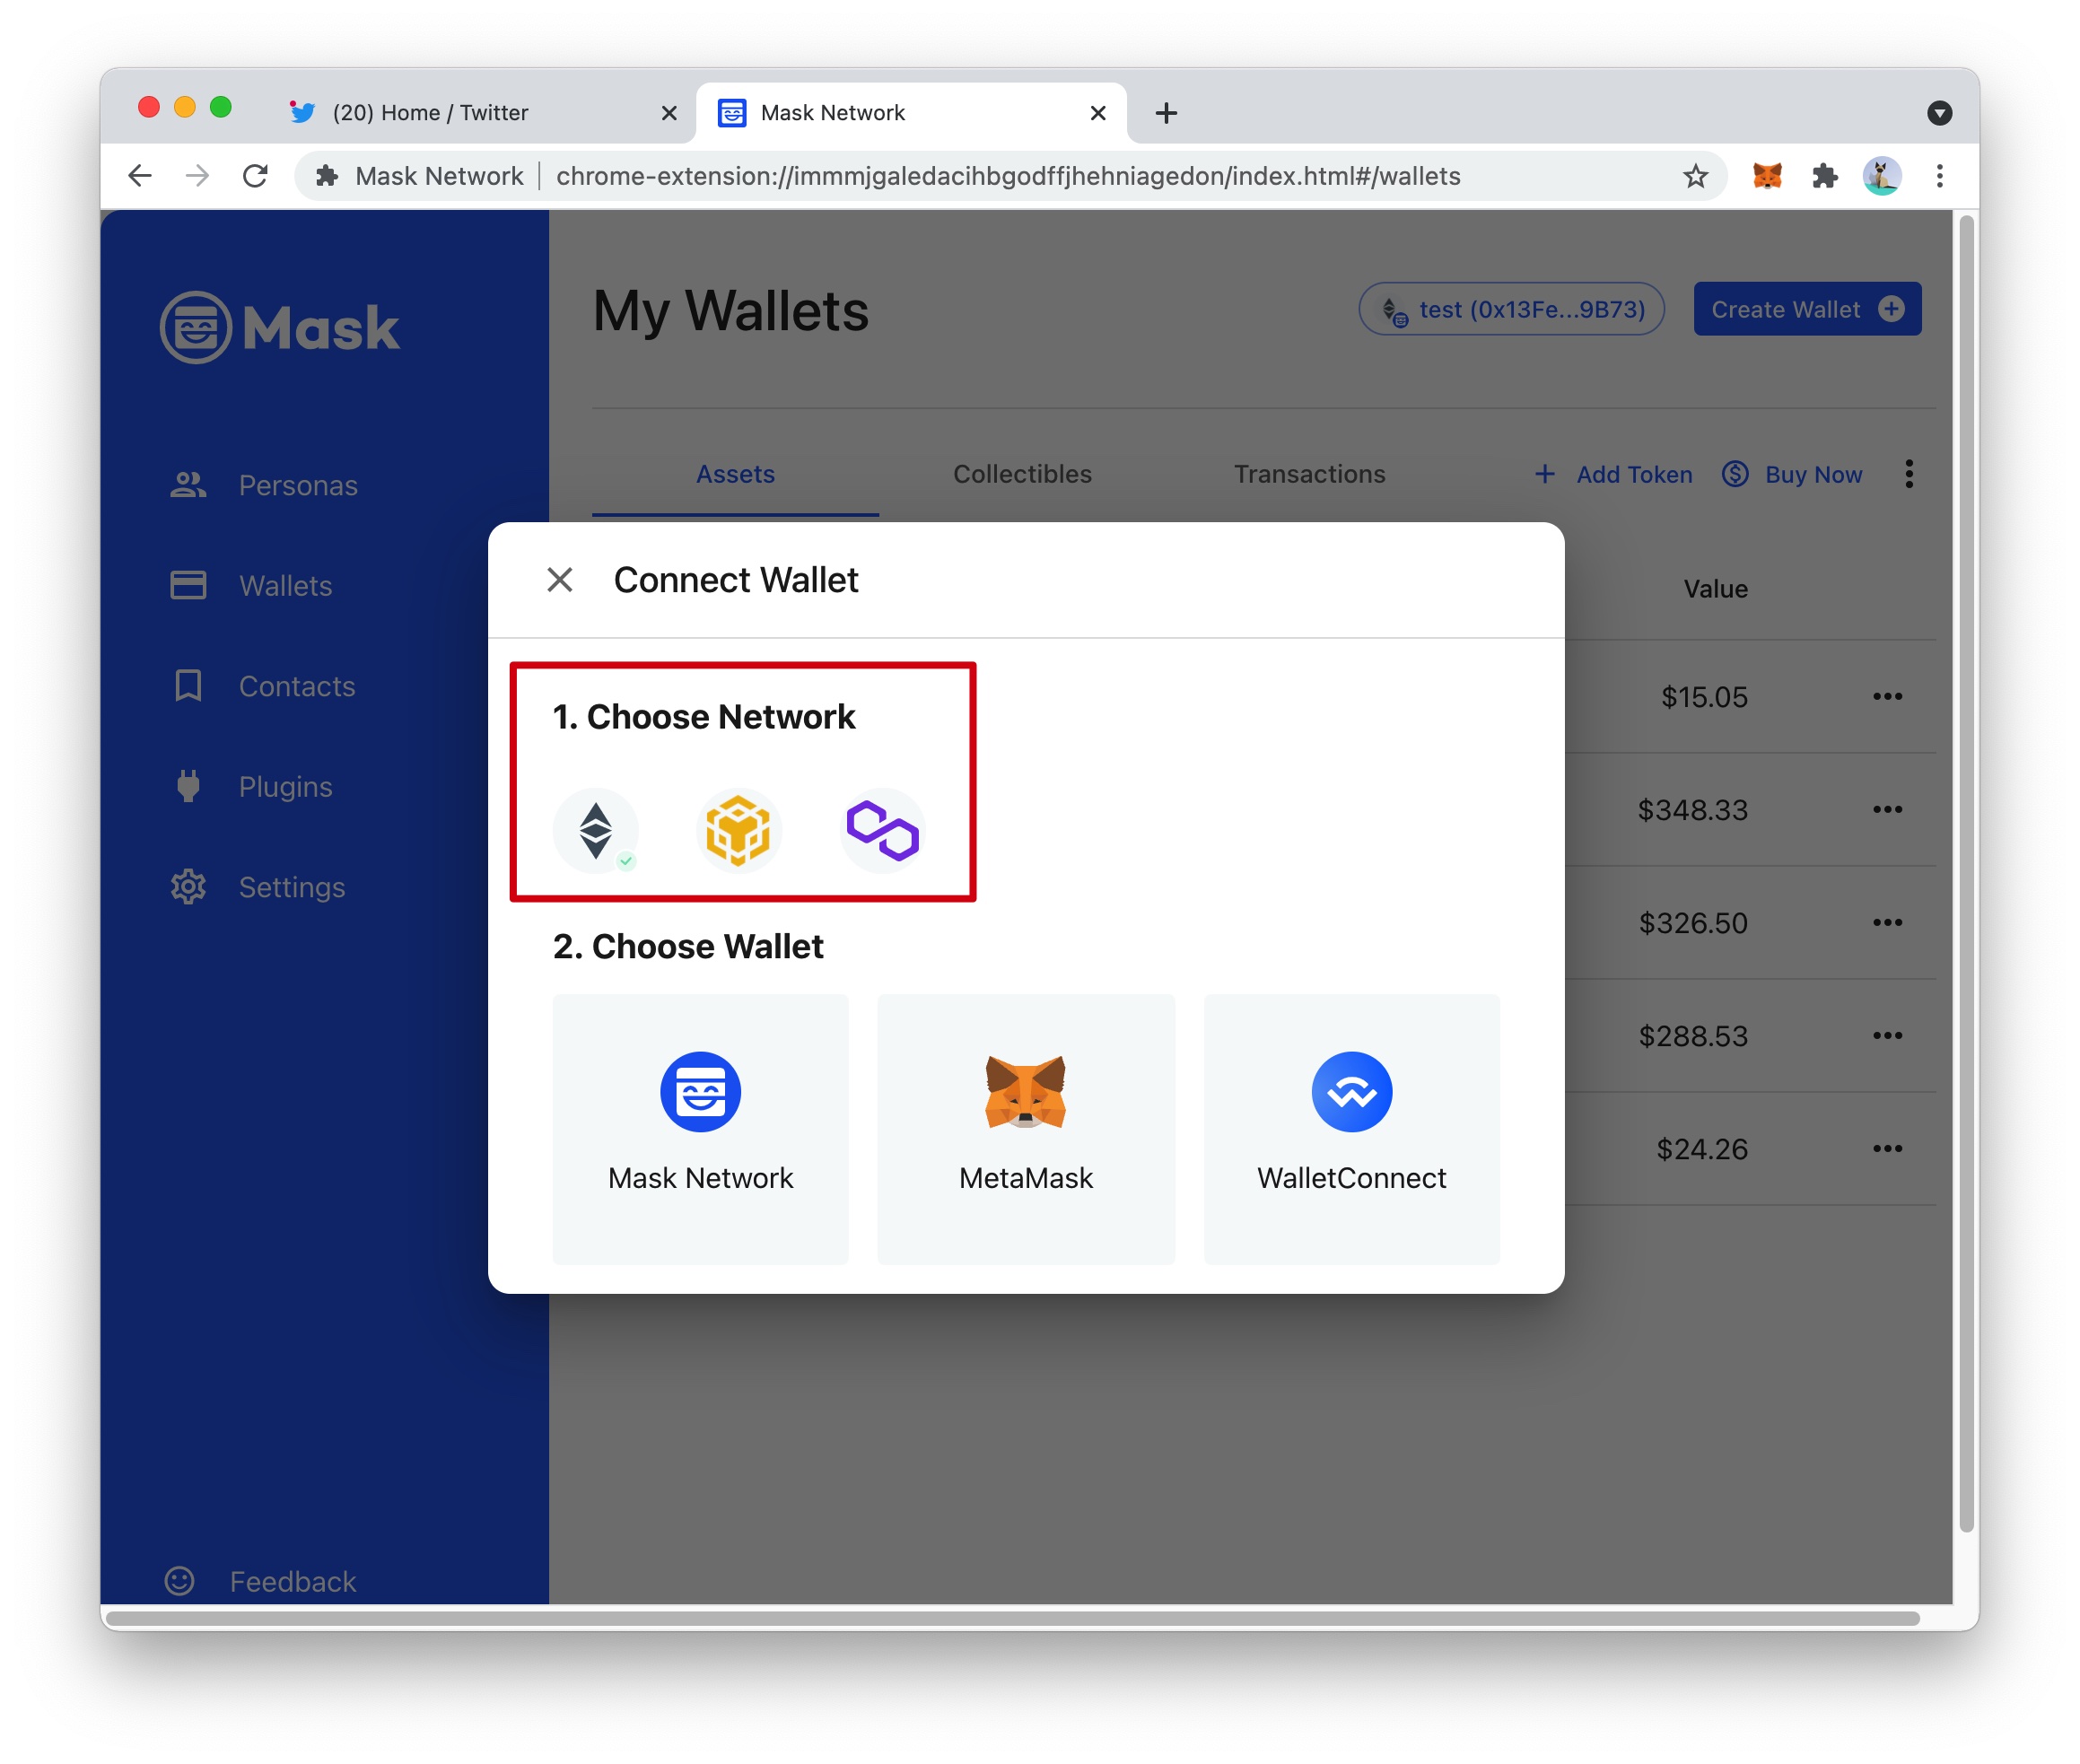 (20) Home / Twitter
Mask Network
Mask Network | chrome-extension://immmjgaledacihbgodffjhehniagedon/index.html#/wallets
Mask
My Wallets
test (0x13Fe...9B73)
Create Wallet
Personas
Wallets
Contacts
Plugins
Settings
Feedback
Assets
Collectibles
Transactions
Add Token
Buy Now
Value
$15.05
$348.33
$326.50
$288.53
$24.26
Connect Wallet
1. Choose Network
2. Choose Wallet
Mask Network
MetaMask
WalletConnect